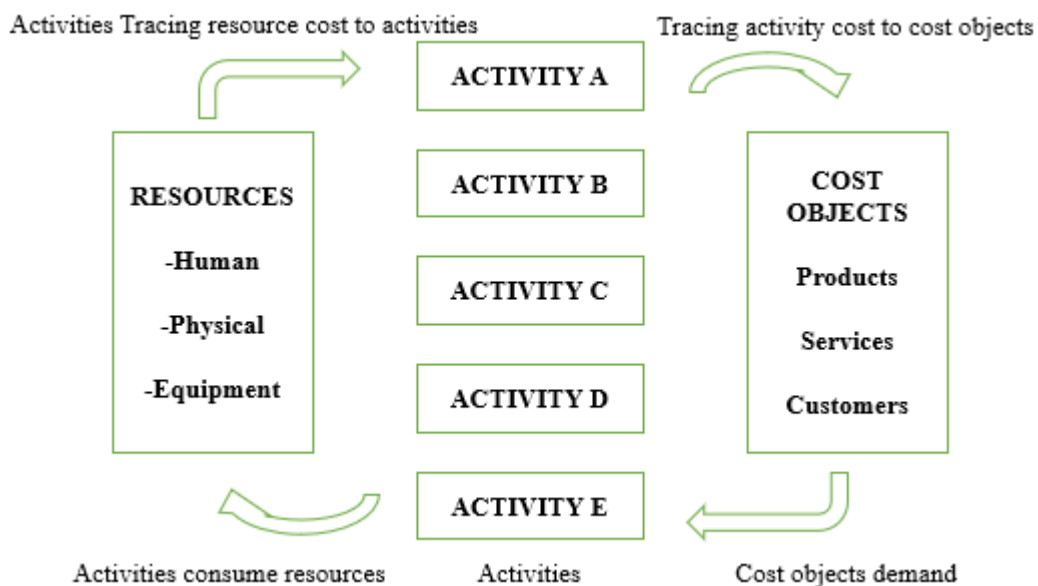 Activities Tracing resource cost to activities
Tracing activity cost to cost objects
RESOURCES
-Human
-Physical
-Equipment
ACTIVITY A
ACTIVITY B
ACTIVITY C
ACTIVITY D
ACTIVITY E
COST
OBJECTS
Products
Services
Customers
Activities consume resources
Activities
Cost objects demand